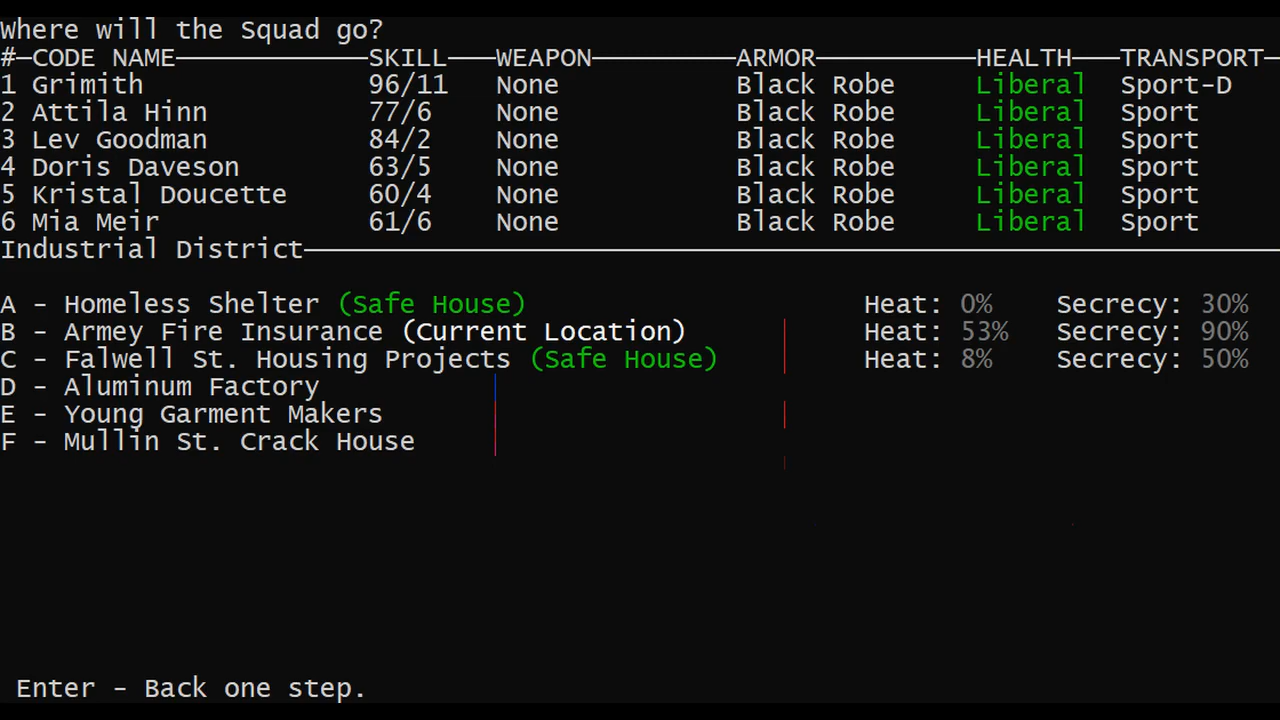 Where will the Squad go?
#—CODE NAME————————————SKILL———WEAPON—————————ARMOR——————————HEALTH———TRANSPORT—
1 Grimith 96/11 None Black Robe Liberal Sport-D
2 Attila Hinn 77/6 None Black Robe Liberal Sport
3 Lev Goodman 84/2 None Black Robe Liberal Sport
4 Doris Daveson 63/5 None Black Robe Liberal Sport
5 Kristal Doucette 60/4 None Black Robe Liberal Sport
6 Mia Meir 61/6 None Black Robe Liberal Sport
Industrial District
A - Homeless Shelter (Safe House) Heat: 0% Secrecy: 30%
B - Armey Fire Insurance (Current Location) Heat: 53% Secrecy: 90%
C - Falwell St. Housing Projects (Safe House) Heat: 8% Secrecy: 50%
D - Aluminum Factory
E - Young Garment Makers
F - Mullin St. Crack House
Enter - Back one step.